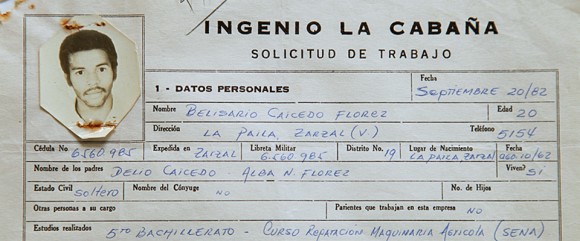 INGENIO LA CABAÑA
SOLICITUD DE TRABAJO
1 - DATOS PERSONALES Fecha SEPTIEMBRE 20/82
Nombre BELISARIO CAICEDO FLOREZ Edad 20
Dirección LA PAILA, ZARZAL (V.) Teléfono 5154
Cédula No 6.560.985 Expedida en ZARZAL Libreta Militar 6.560.985 Distrito No. 19 Lugar de Nacimiento LA PAILA, ZARZAL Fecha 10/62
Nombre de los padres DELIO CAICEDO - ALBA N. FLOREZ Viven? SI
Estado Civil soltero Nombre del Cónyuge NO No. de Hijos
Otras personas a su cargo NO Parientes que trabajan en esta empresa NO
Estudios realizados 5TO BACHILLERATO - CURSO REPARACION MAQUINARIA AGRICOLA (SENA)